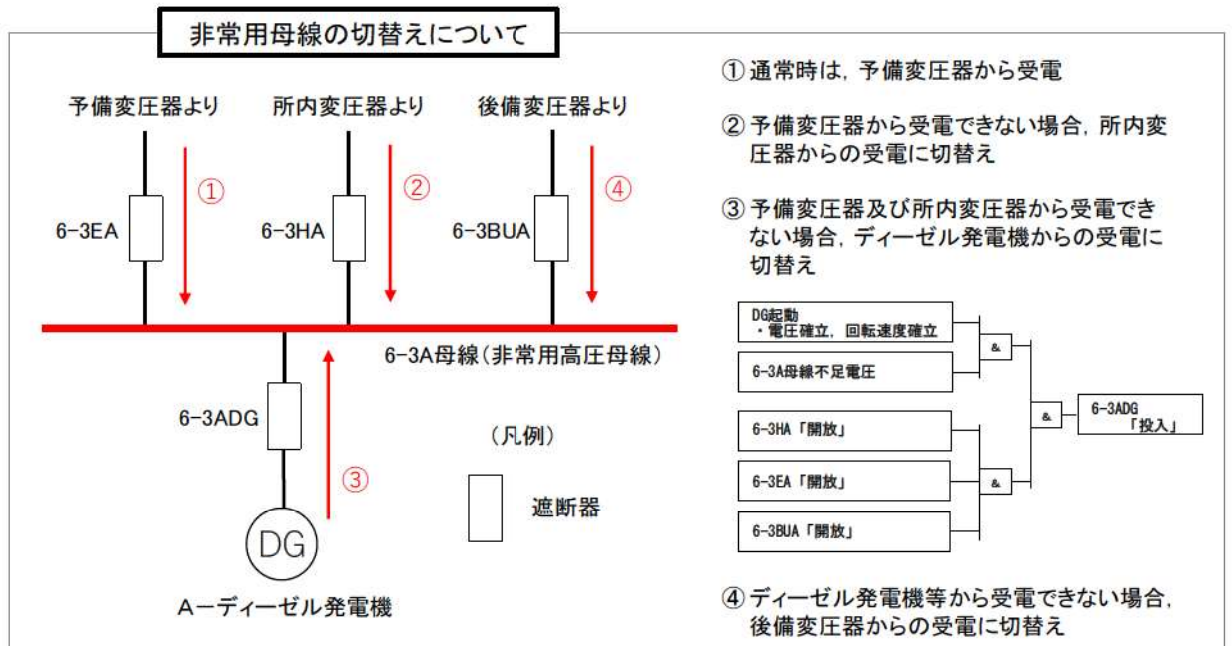 非常用母線の切替えについて
予備変圧器より
所内変圧器より
後備変圧器より
①
②
④
6-3EA
6-3HA
6-3BUA
6-3A母線(非常用高圧母線)
6-3ADG
③
DG
A-ディーゼル発電機
(凡例)
遮断器
① 通常時は, 予備変圧器から受電
② 予備変圧器から受電できない場合, 所内変
圧器からの受電に切替え
③ 予備変圧器及び所内変圧器から受電でき
ない場合, ディーゼル発電機からの受電に
切替え
DG起動
・電圧確立, 回転速度確立
6-3A母線不足電圧
&
6-3HA「開放」
6-3EA「開放」
6-3BUA「開放」
&
&
6-3ADG
「投入」
④ ディーゼル発電機等から受電できない場合,
後備変圧器からの受電に切替え